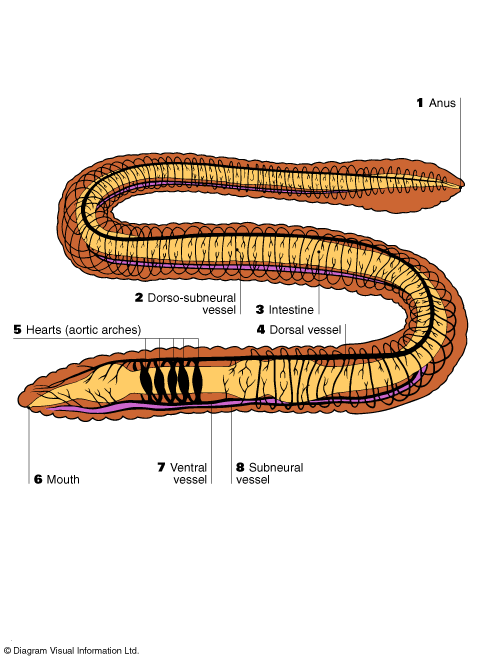 1 Anus
2 Dorso-subneural
vessel
3 Intestine
5 Hearts (aortic arches)
4 Dorsal vessel
6 Mouth
7 Ventral
vessel
8 Subneural
vessel
© Diagram Visual Information Ltd.